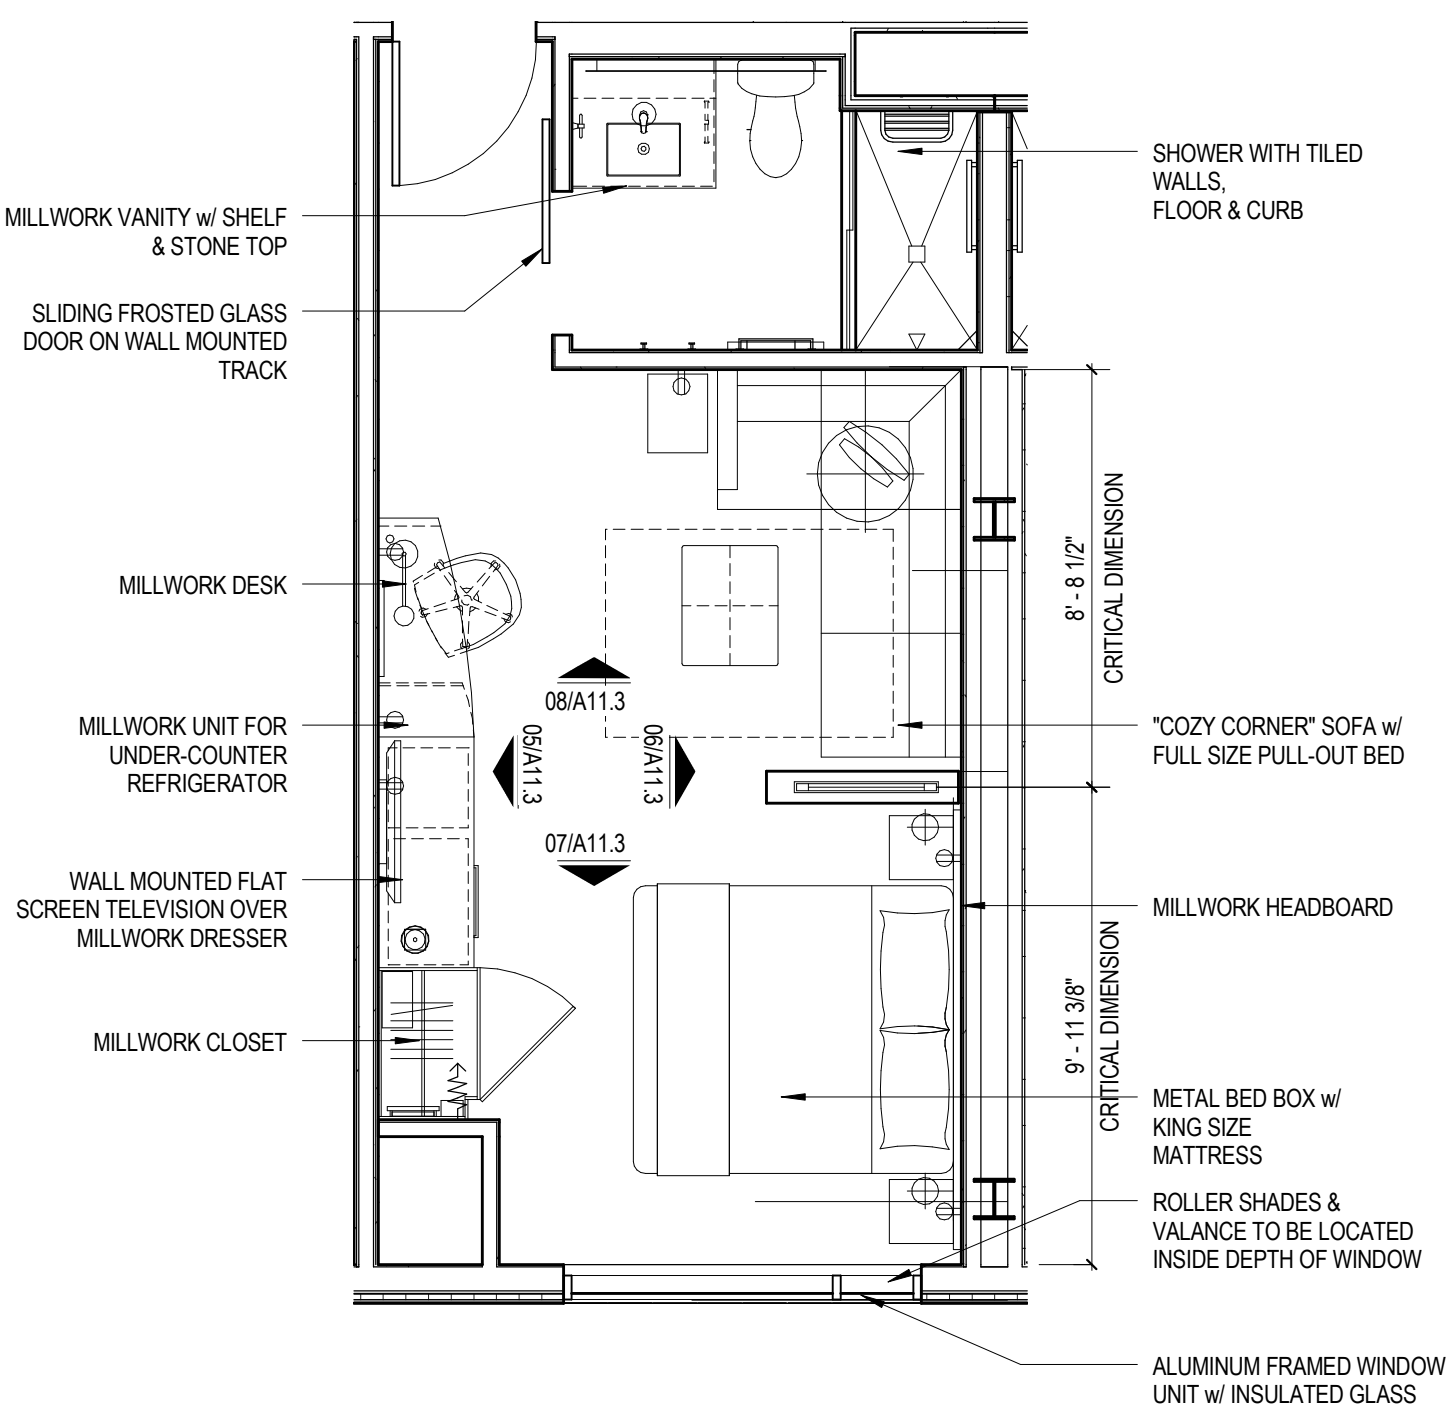 MILLWORK VANITY w/ SHELF
& STONE TOP
SLIDING FROSTED GLASS
DOOR ON WALL MOUNTED
TRACK
MILLWORK DESK
MILLWORK UNIT FOR
UNDER-COUNTER
REFRIGERATOR
WALL MOUNTED FLAT
SCREEN TELEVISION OVER
MILLWORK DRESSER
MILLWORK CLOSET
08/A11.3
05/A11.3
06/A11.3
07/A11.3
8' - 8 1/2"
CRITICAL DIMENSION
9' - 11 3/8"
CRITICAL DIMENSION
SHOWER WITH TILED
WALLS,
FLOOR & CURB
"COZY CORNER" SOFA w/
FULL SIZE PULL-OUT BED
MILLWORK HEADBOARD
METAL BED BOX w/
KING SIZE
MATTRESS
ROLLER SHADES &
VALANCE TO BE LOCATED
INSIDE DEPTH OF WINDOW
ALUMINUM FRAMED WINDOW
UNIT w/ INSULATED GLASS